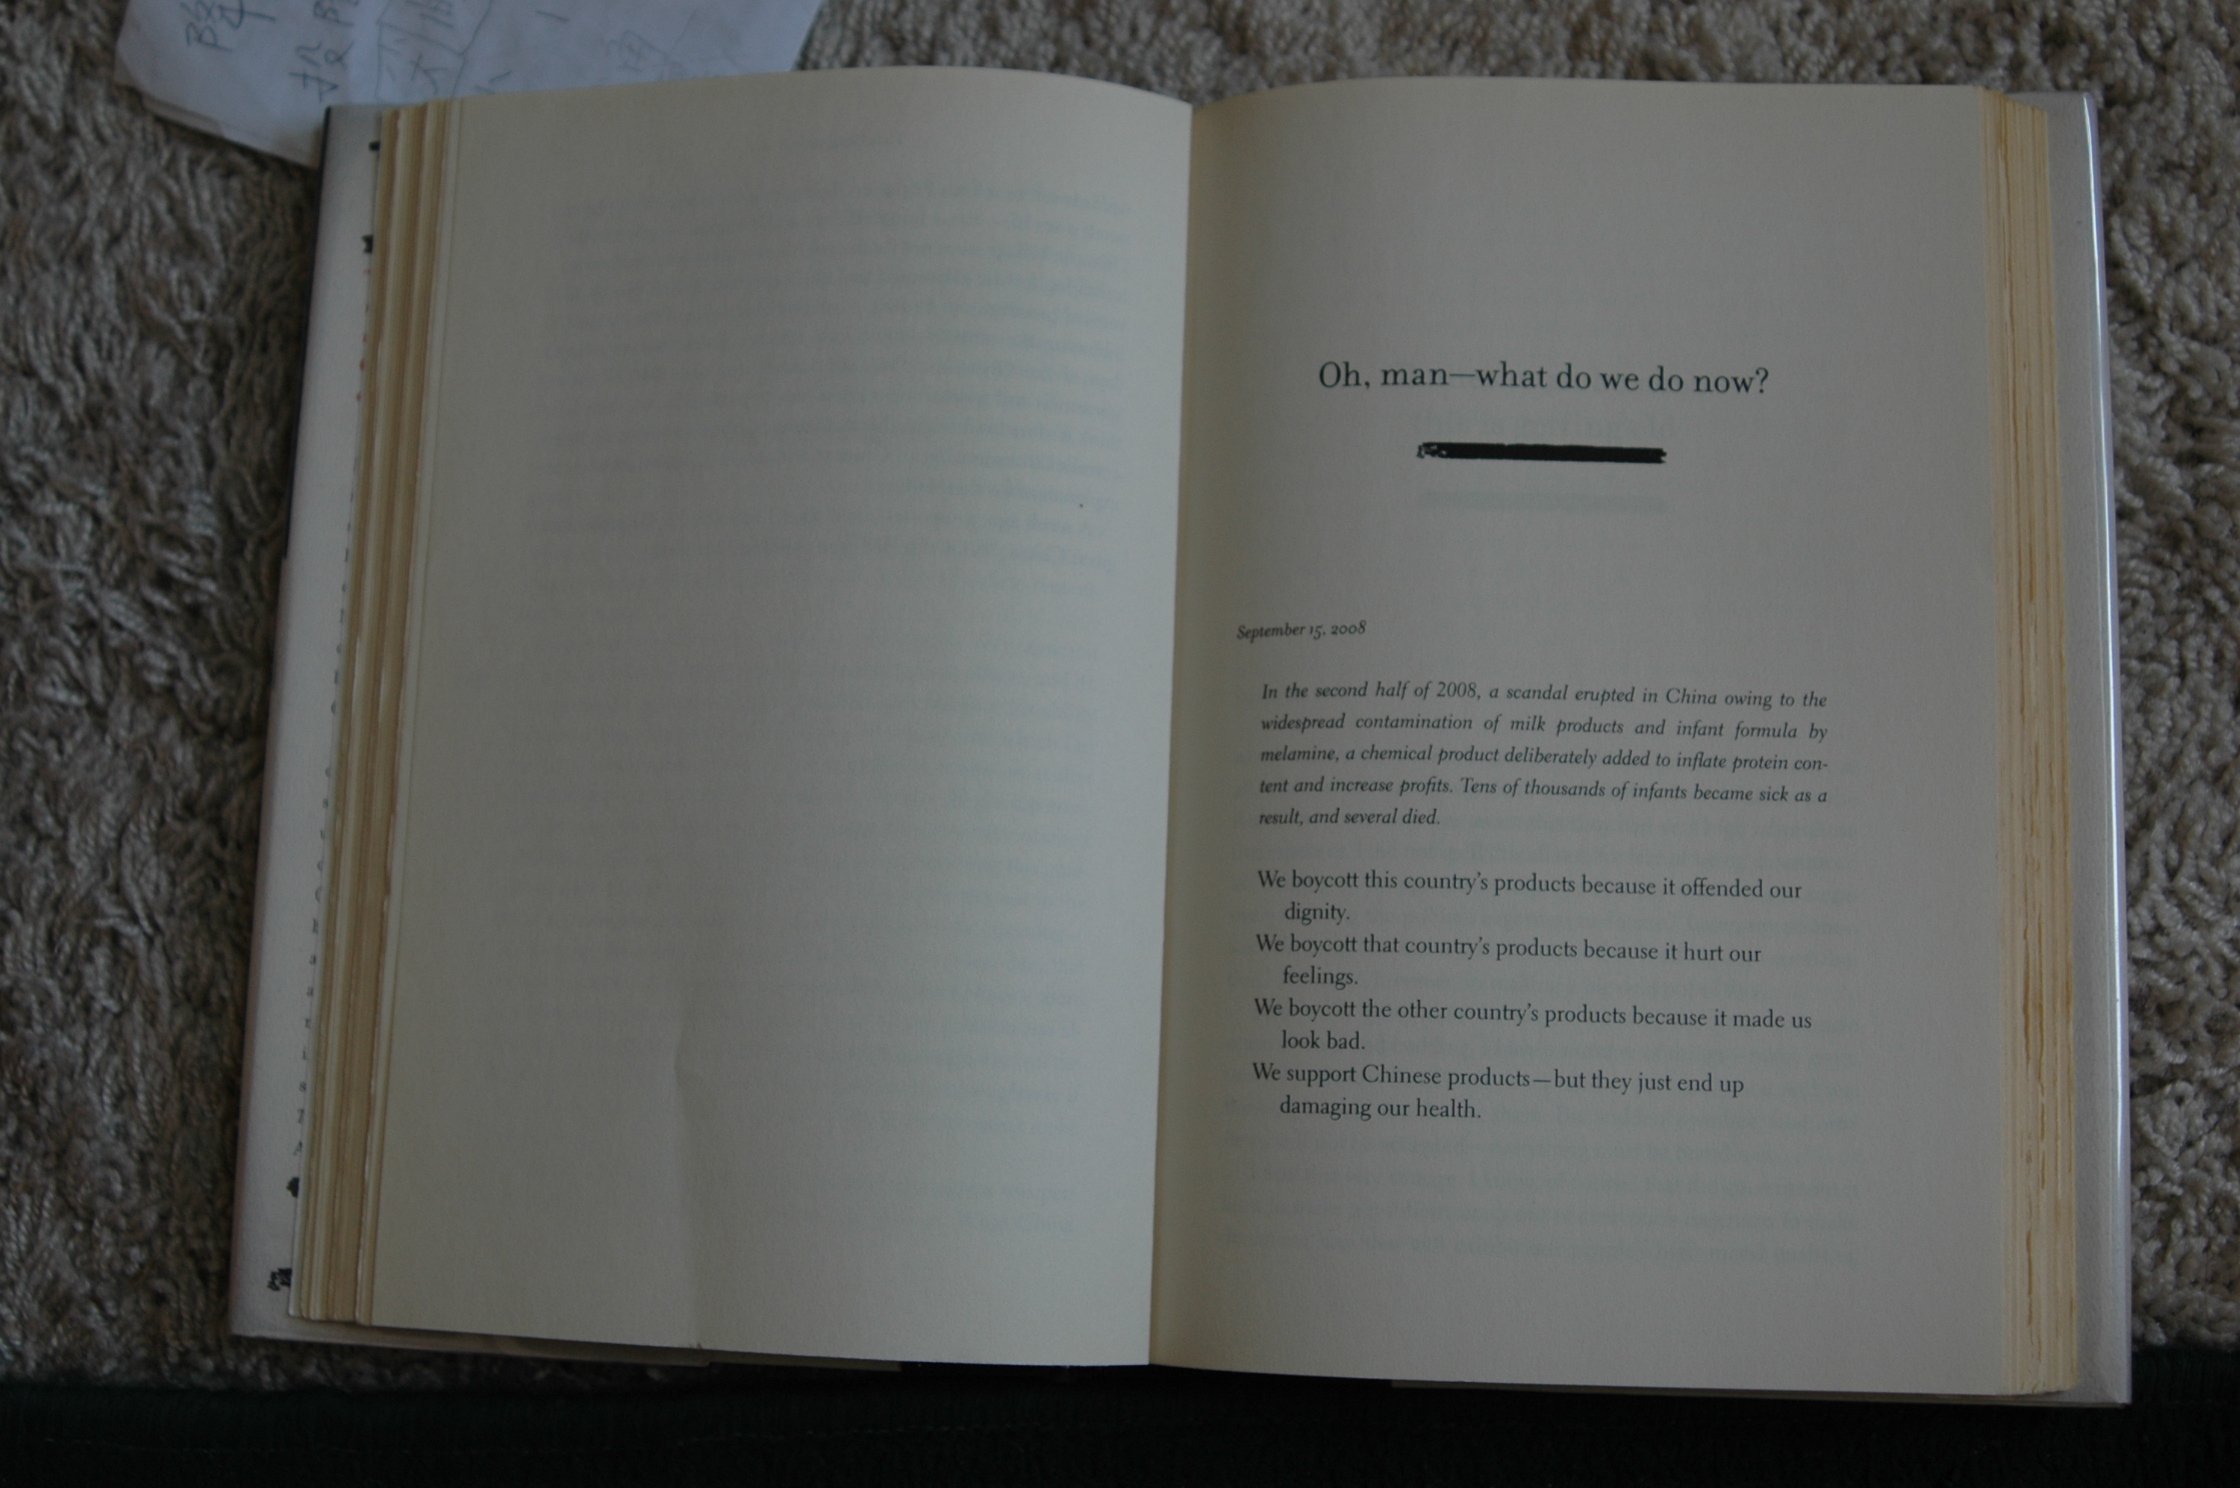 Oh, man—what do we do now?
September 15, 2008
In the second half of 2008, a scandal erupted in China owing to the
widespread contamination of milk products and infant formula by
melamine, a chemical product deliberately added to inflate protein con-
tent and increase profits. Tens of thousands of infants became sick as a
result, and several died.
We boycott this country's products because it offended our
dignity.
We boycott that country's products because it hurt our
feelings.
We boycott the other country's products because it made us
look bad.
We support Chinese products—but they just end up
damaging our health.